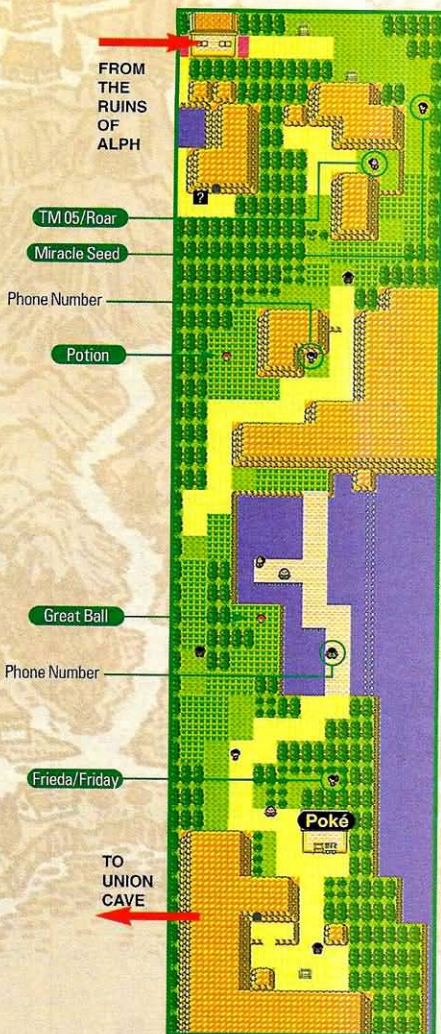 FROM
THE
RUINS
OF
ALPH
?
TM 05/Roar
Miracle Seed
Phone Number
Potion
Great Ball
Phone Number
Frieda/Friday
Poké
TO
UNION
CAVE